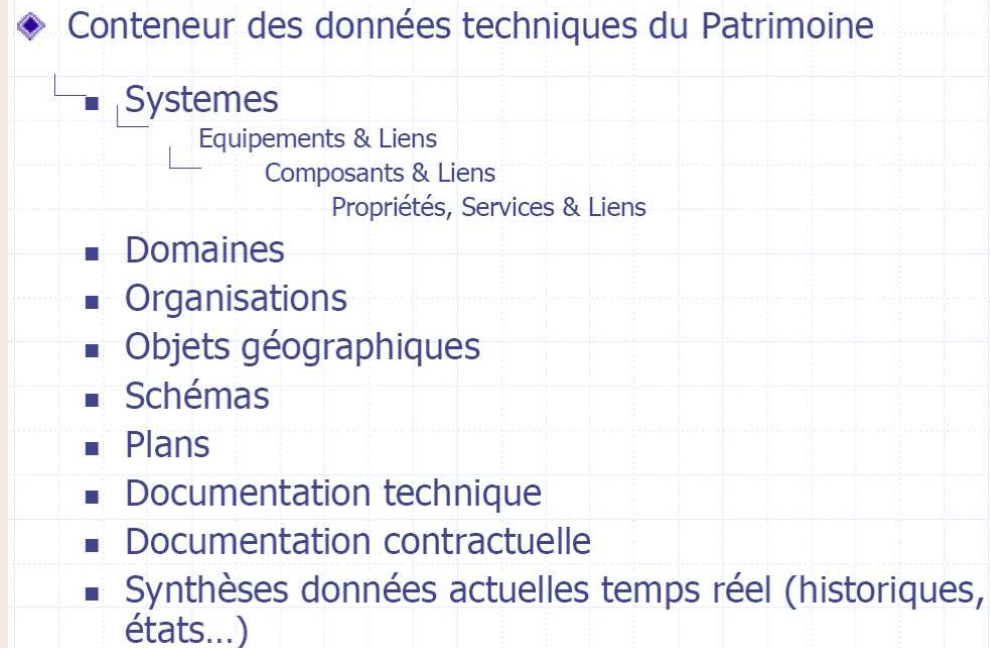 Conteneur des données techniques du Patrimoine
Systemes
Equipements & Liens
Composants & Liens
Propriétés, Services & Liens
Domaines
Organisations
Objets géographiques
Schémas
Plans
Documentation technique
Documentation contractuelle
Synthèses données actuelles temps réel (historiques,
états...)